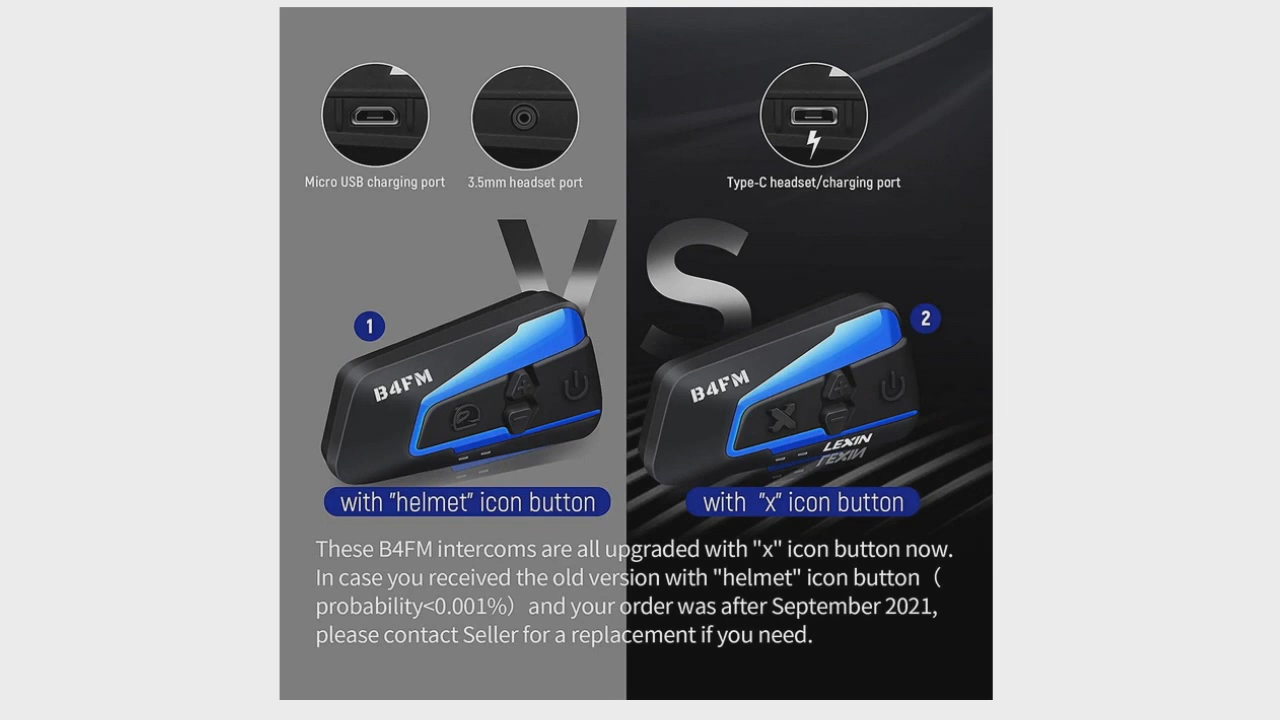 Micro USB charging port
3.5mm headset port
Type-C headset/charging port
VS
1
2
B4FM
B4FM
LEXIN
with "helmet" icon button
with "x" icon button
These B4FM intercoms are all upgraded with "x" icon button now.
In case you received the old version with "helmet" icon button（
probability<0.001%）and your order was after September 2021,
please contact Seller for a replacement if you need.